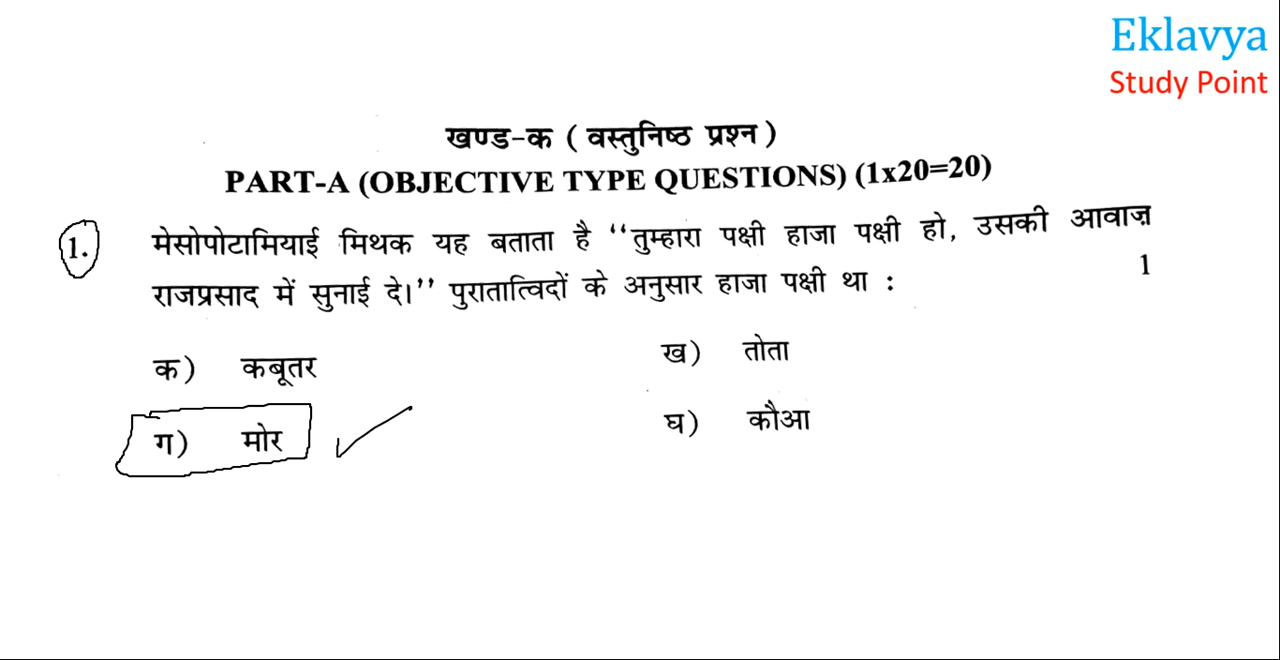 Eklavya
Study Point
खण्ड-क ( वस्तुनिष्ठ प्रश्न )
PART-A (OBJECTIVE TYPE QUESTIONS) (1x20=20)
1. मेसोपोटामियाई मिथक यह बताता है ‘‘तुम्हारा पक्षी हाजा पक्षी हो, उसकी आवाज़
राजप्रसाद में सुनाई दे।’’ पुरातात्विदों के अनुसार हाजा पक्षी था : 1
क) कबूतर ख) तोता
ग) मोर घ) कौआ